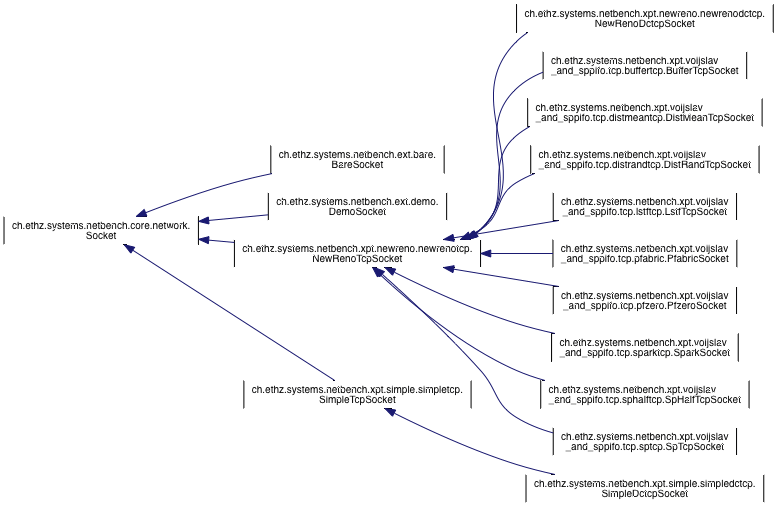 ch.ethz.systems.netbench.xpt.newreno.newrenodctcp.
NewRenoDctcpSocket
ch.ethz.systems.netbench.xpt.voijslav
_and_sppifo.tcp.buffertcp.BufferTcpSocket
ch.ethz.systems.netbench.xpt.voijslav
_and_sppifo.tcp.distmeantcp.DistMeanTcpSocket
ch.ethz.systems.netbench.ext.bare.
BareSocket
ch.ethz.systems.netbench.xpt.voijslav
_and_sppifo.tcp.distrandtcp.DistRandTcpSocket
ch.ethz.systems.netbench.ext.demo.
DemoSocket
ch.ethz.systems.netbench.xpt.voijslav
_and_sppifo.tcp.lstftcp.LstfTcpSocket
ch.ethz.systems.netbench.core.network.
Socket
ch.ethz.systems.netbench.xpt.newreno.newrenotcp.
NewRenoTcpSocket
ch.ethz.systems.netbench.xpt.voijslav
_and_sppifo.tcp.pfabric.PfabricSocket
ch.ethz.systems.netbench.xpt.voijslav
_and_sppifo.tcp.pfzero.PfzeroSocket
ch.ethz.systems.netbench.xpt.voijslav
_and_sppifo.tcp.sparktcp.SparkSocket
ch.ethz.systems.netbench.xpt.simple.simpletcp.
SimpleTcpSocket
ch.ethz.systems.netbench.xpt.voijslav
_and_sppifo.tcp.sphalftcp.SpHalfTcpSocket
ch.ethz.systems.netbench.xpt.voijslav
_and_sppifo.tcp.sptcp.SpTcpSocket
ch.ethz.systems.netbench.xpt.simple.simpledctcp.
SimpleDctcpSocket